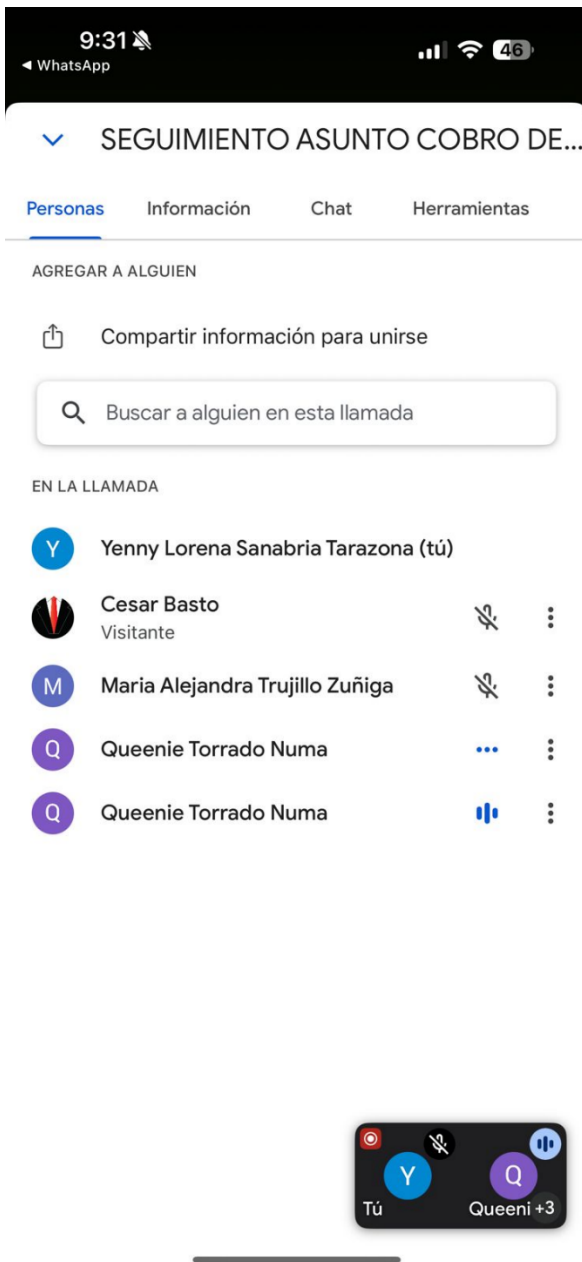 9:31
46
◄ WhatsApp
SEGUIMIENTO ASUNTO COBRO DE...
Personas Información Chat Herramientas
AGREGAR A ALGUIEN
Compartir información para unirse
Buscar a alguien en esta llamada
EN LA LLAMADA
Y Yenny Lorena Sanabria Tarazona (tú)
Cesar Basto
Visitante
M Maria Alejandra Trujillo Zuñiga
Q Queenie Torrado Numa
Q Queenie Torrado Numa
Y Q
Tú Queeni +3